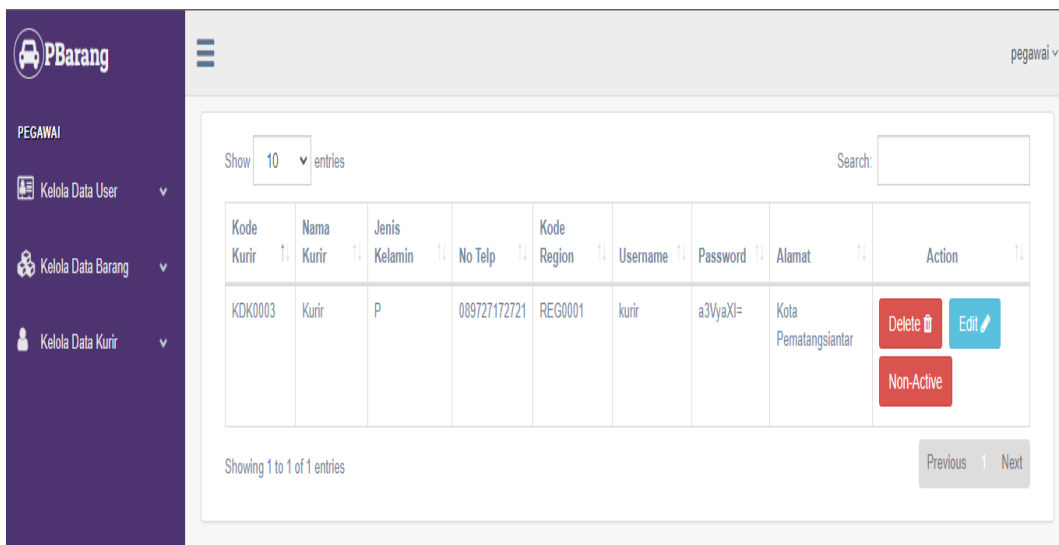 PBarang
pegawai
PEGAWAI
Kelola Data User
Kelola Data Barang
Kelola Data Kurir
Show 10 entries
Search:
Kode Kurir
Nama Kurir
Jenis Kelamin
No Telp
Kode Region
Username
Password
Alamat
Action
KDK0003
Kurir
P
089727172721
REG0001
kurir
a3VyaXI=
Kota
Pematangsiantar
Delete
Edit
Non-Active
Showing 1 to 1 of 1 entries
Previous 1 Next